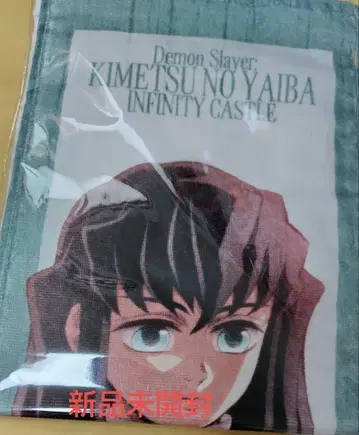 Demon Slayer:
KIMETSU NO YAIBA
INFINITY CASTLE
新品未開封